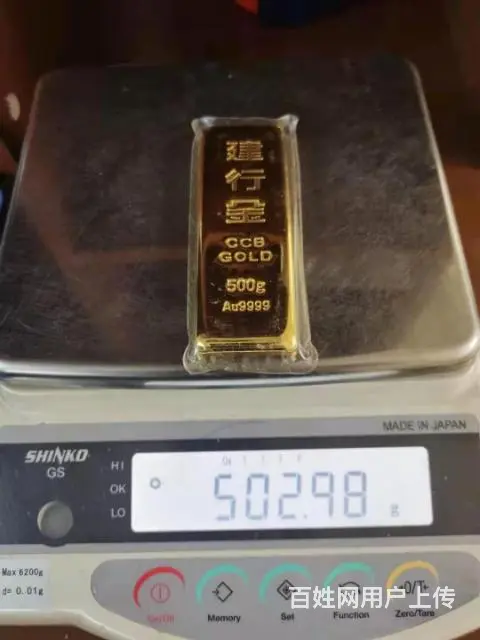 建
行
金
CCB
GOLD
500g
Au9999
MADE IN JAPAN
SHINKO
GS
HI
OK
LO
502.98 g
Max 6200g
d= 0.01g
On/Off
Memory
Set
Function
→0/T←
Zero/Tare
百姓网用户上传